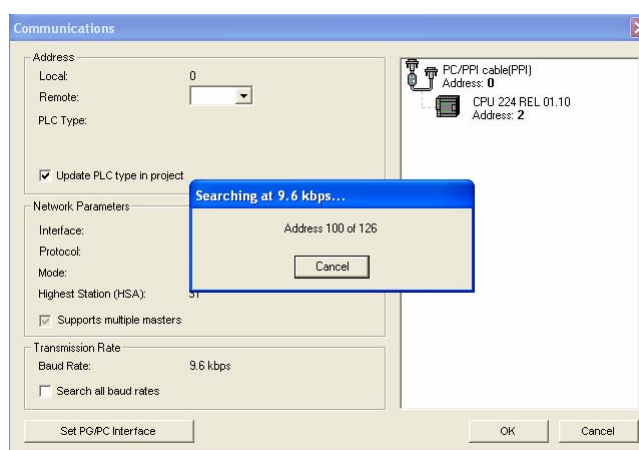 Communications
Address
Local: 0
Remote:
PLC Type:
Update PLC type in project
Network Parameters
Interface:
Protocol:
Mode:
Highest Station (HSA): 31
Supports multiple masters
Transmission Rate
Baud Rate: 9.6 kbps
Search all baud rates
Set PG/PC Interface
Searching at 9.6 kbps...
Address 100 of 126
Cancel
PC/PPI cable(PPI)
Address: 0
CPU 224 REL 01.10
Address: 2
OK
Cancel